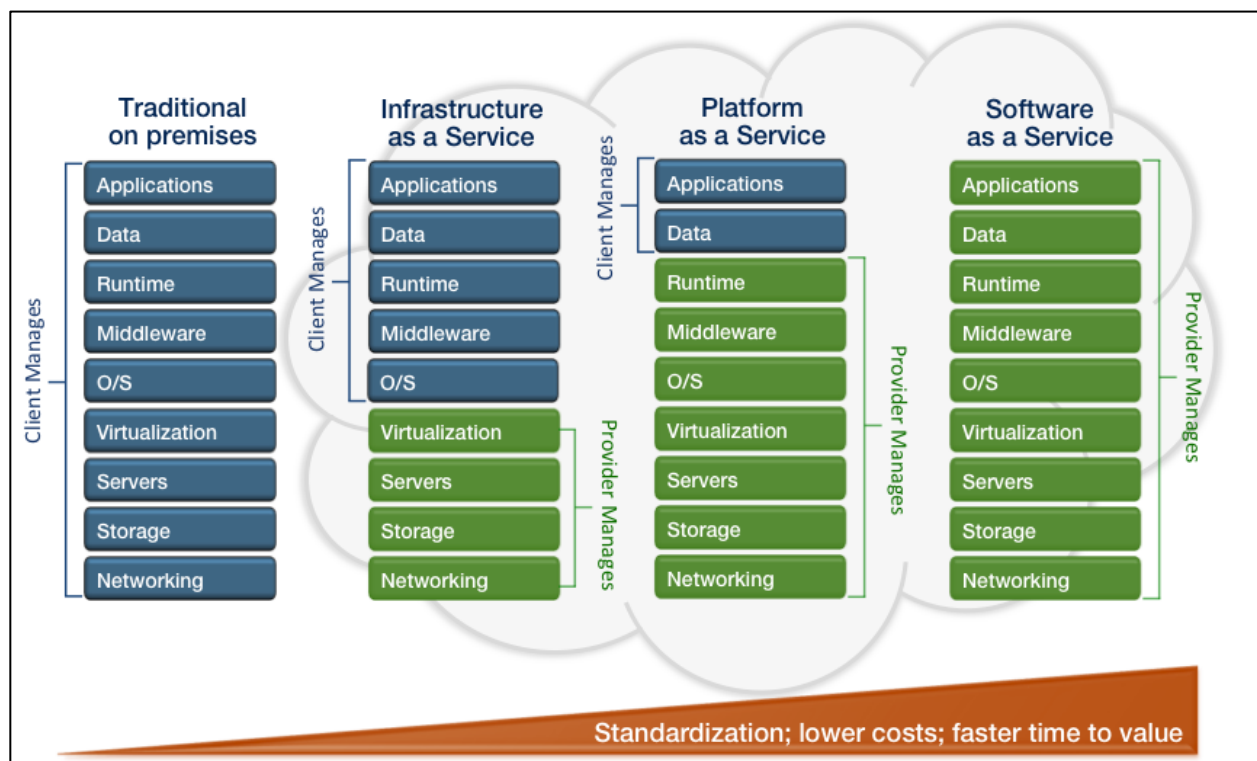 Traditional
on premises
Client Manages
Applications
Data
Runtime
Middleware
O/S
Virtualization
Servers
Storage
Networking
Infrastructure
as a Service
Client Manages
Applications
Data
Runtime
Middleware
O/S
Virtualization
Servers
Storage
Networking
Provider Manages
Platform
as a Service
Client Manages
Applications
Data
Runtime
Middleware
O/S
Virtualization
Servers
Storage
Networking
Provider Manages
Software
as a Service
Applications
Data
Runtime
Middleware
O/S
Virtualization
Servers
Storage
Networking
Provider Manages
Standardization; lower costs; faster time to value